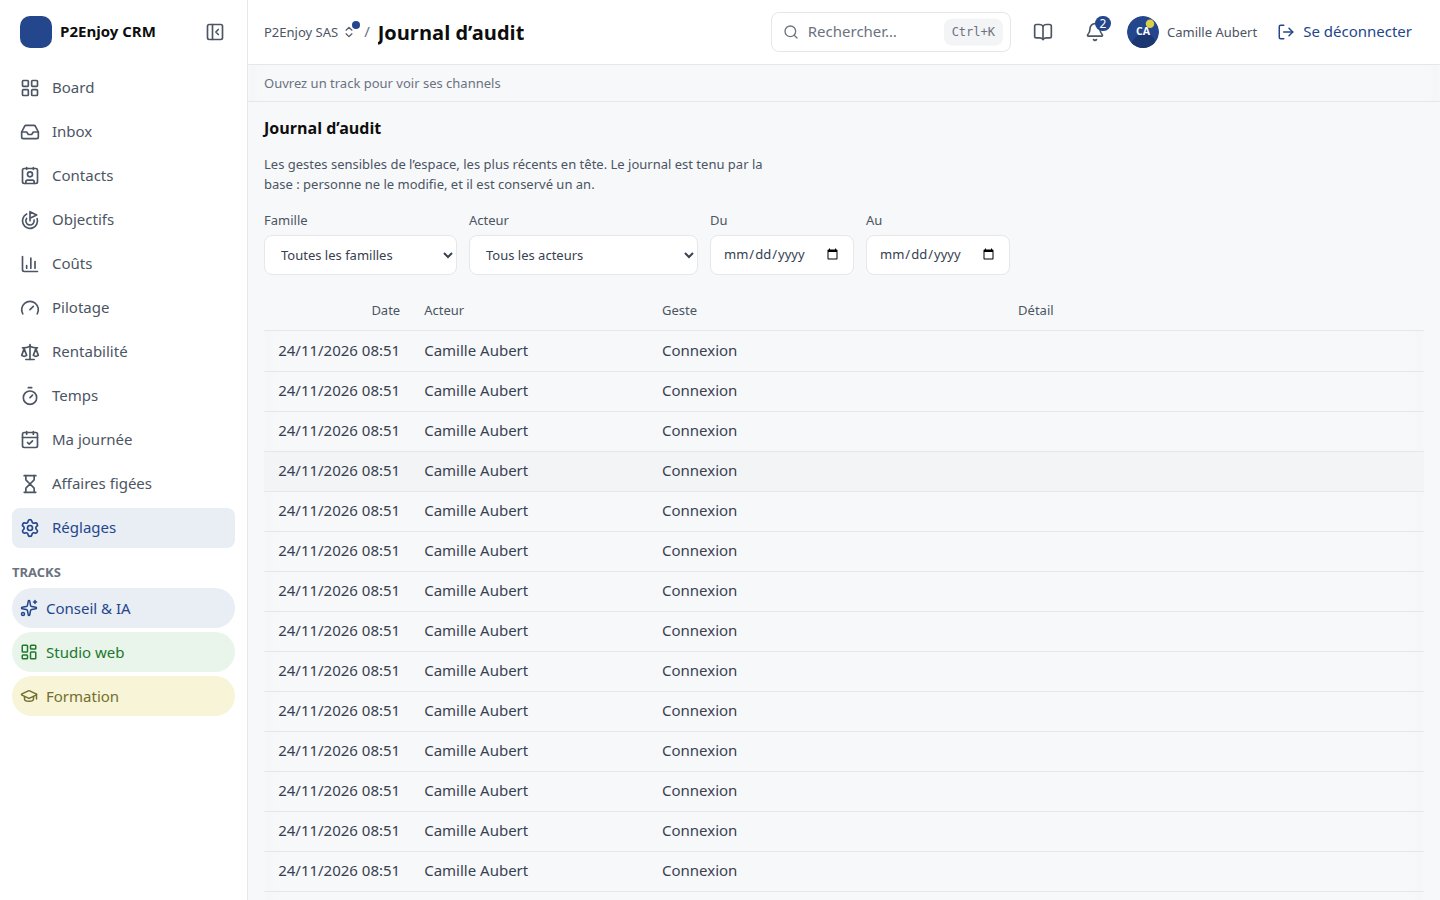 P2Enjoy CRM
Board
Inbox
Contacts
Objectifs
Coûts
Pilotage
Rentabilité
Temps
Ma journée
Affaires figées
Réglages
TRACKS
Conseil & IA
Studio web
Formation
P2Enjoy SAS / Journal d’audit
Rechercher... Ctrl+K
2
CA Camille Aubert
Se déconnecter
Ouvrez un track pour voir ses channels
Journal d’audit
Les gestes sensibles de l’espace, les plus récents en tête. Le journal est tenu par la
base : personne ne le modifie, et il est conservé un an.
Famille Acteur Du Au
Toutes les familles Tous les acteurs mm/dd/yyyy mm/dd/yyyy
Date Acteur Geste Détail
24/11/2026 08:51 Camille Aubert Connexion
24/11/2026 08:51 Camille Aubert Connexion
24/11/2026 08:51 Camille Aubert Connexion
24/11/2026 08:51 Camille Aubert Connexion
24/11/2026 08:51 Camille Aubert Connexion
24/11/2026 08:51 Camille Aubert Connexion
24/11/2026 08:51 Camille Aubert Connexion
24/11/2026 08:51 Camille Aubert Connexion
24/11/2026 08:51 Camille Aubert Connexion
24/11/2026 08:51 Camille Aubert Connexion
24/11/2026 08:51 Camille Aubert Connexion
24/11/2026 08:51 Camille Aubert Connexion
24/11/2026 08:51 Camille Aubert Connexion
24/11/2026 08:51 Camille Aubert Connexion